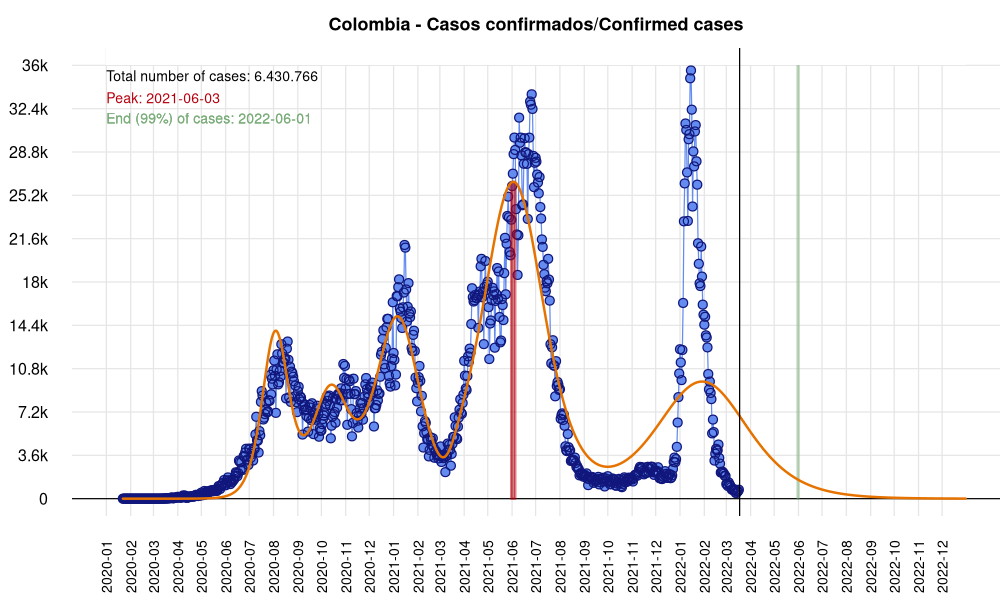 Colombia - Casos confirmados/Confirmed cases
Total number of cases: 6.430.766
Peak: 2021-06-03
End (99%) of cases: 2022-06-01
36k
32.4k
28.8k
25.2k
21.6k
18k
14.4k
10.8k
7.2k
3.6k
0
2020-01
2020-02
2020-03
2020-04
2020-05
2020-06
2020-07
2020-08
2020-09
2020-10
2020-11
2020-12
2021-01
2021-02
2021-03
2021-04
2021-05
2021-06
2021-07
2021-08
2021-09
2021-10
2021-11
2021-12
2022-01
2022-02
2022-03
2022-04
2022-05
2022-06
2022-07
2022-08
2022-09
2022-10
2022-11
2022-12